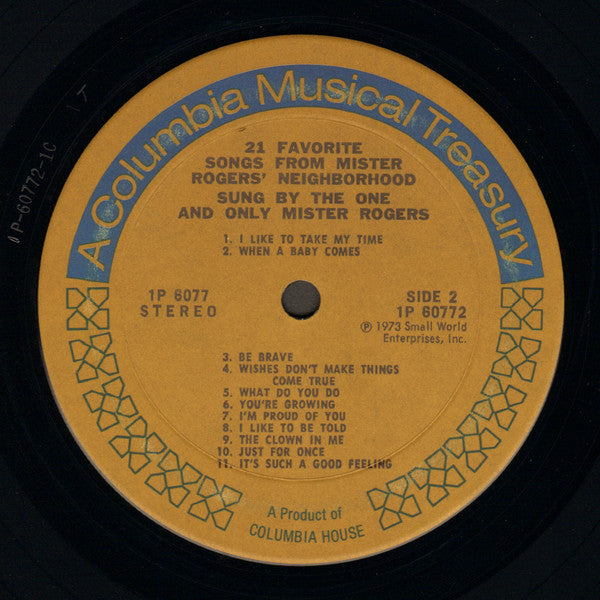 A Columbia Musical Treasury
21 FAVORITE
SONGS FROM MISTER
ROGERS' NEIGHBORHOOD
SUNG BY THE ONE
AND ONLY MISTER ROGERS
1. I LIKE TO TAKE MY TIME
2. WHEN A BABY COMES
1P 6077
STEREO
SIDE 2
1P 60772
℗ 1973 Small World
Enterprises, Inc.
3. BE BRAVE
4. WISHES DON'T MAKE THINGS
COME TRUE
5. WHAT DO YOU DO
6. YOU'RE GROWING
7. I'M PROUD OF YOU
8. I LIKE TO BE TOLD
9. THE CLOWN IN ME
10. JUST FOR ONCE
11. IT'S SUCH A GOOD FEELING
A Product of
COLUMBIA HOUSE
1P-60772-1C